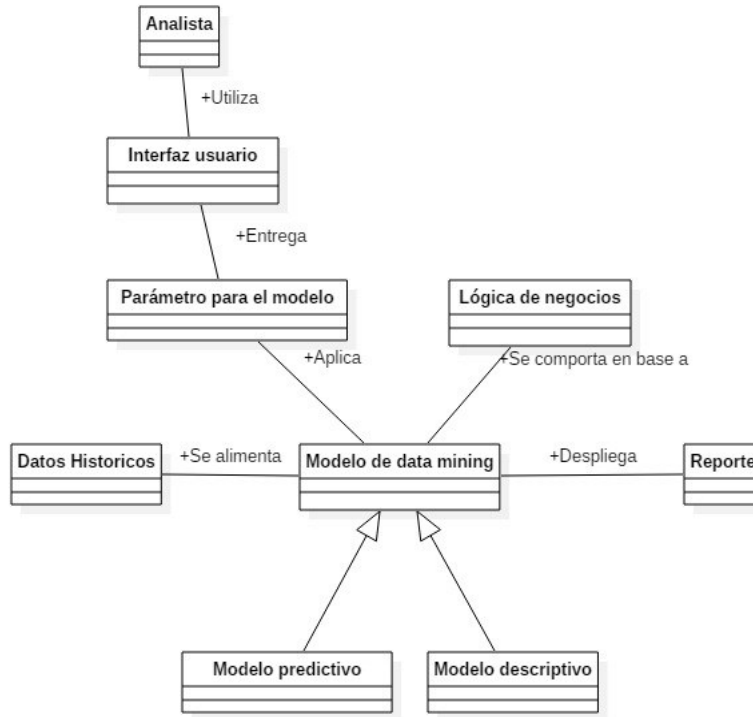 Analista
+Utiliza
Interfaz usuario
+Entrega
Parámetro para el modelo
Lógica de negocios
+Aplica
+Se comporta en base a
Datos Historicos
+Se alimenta
Modelo de data mining
+Despliega
Reporte
Modelo predictivo
Modelo descriptivo